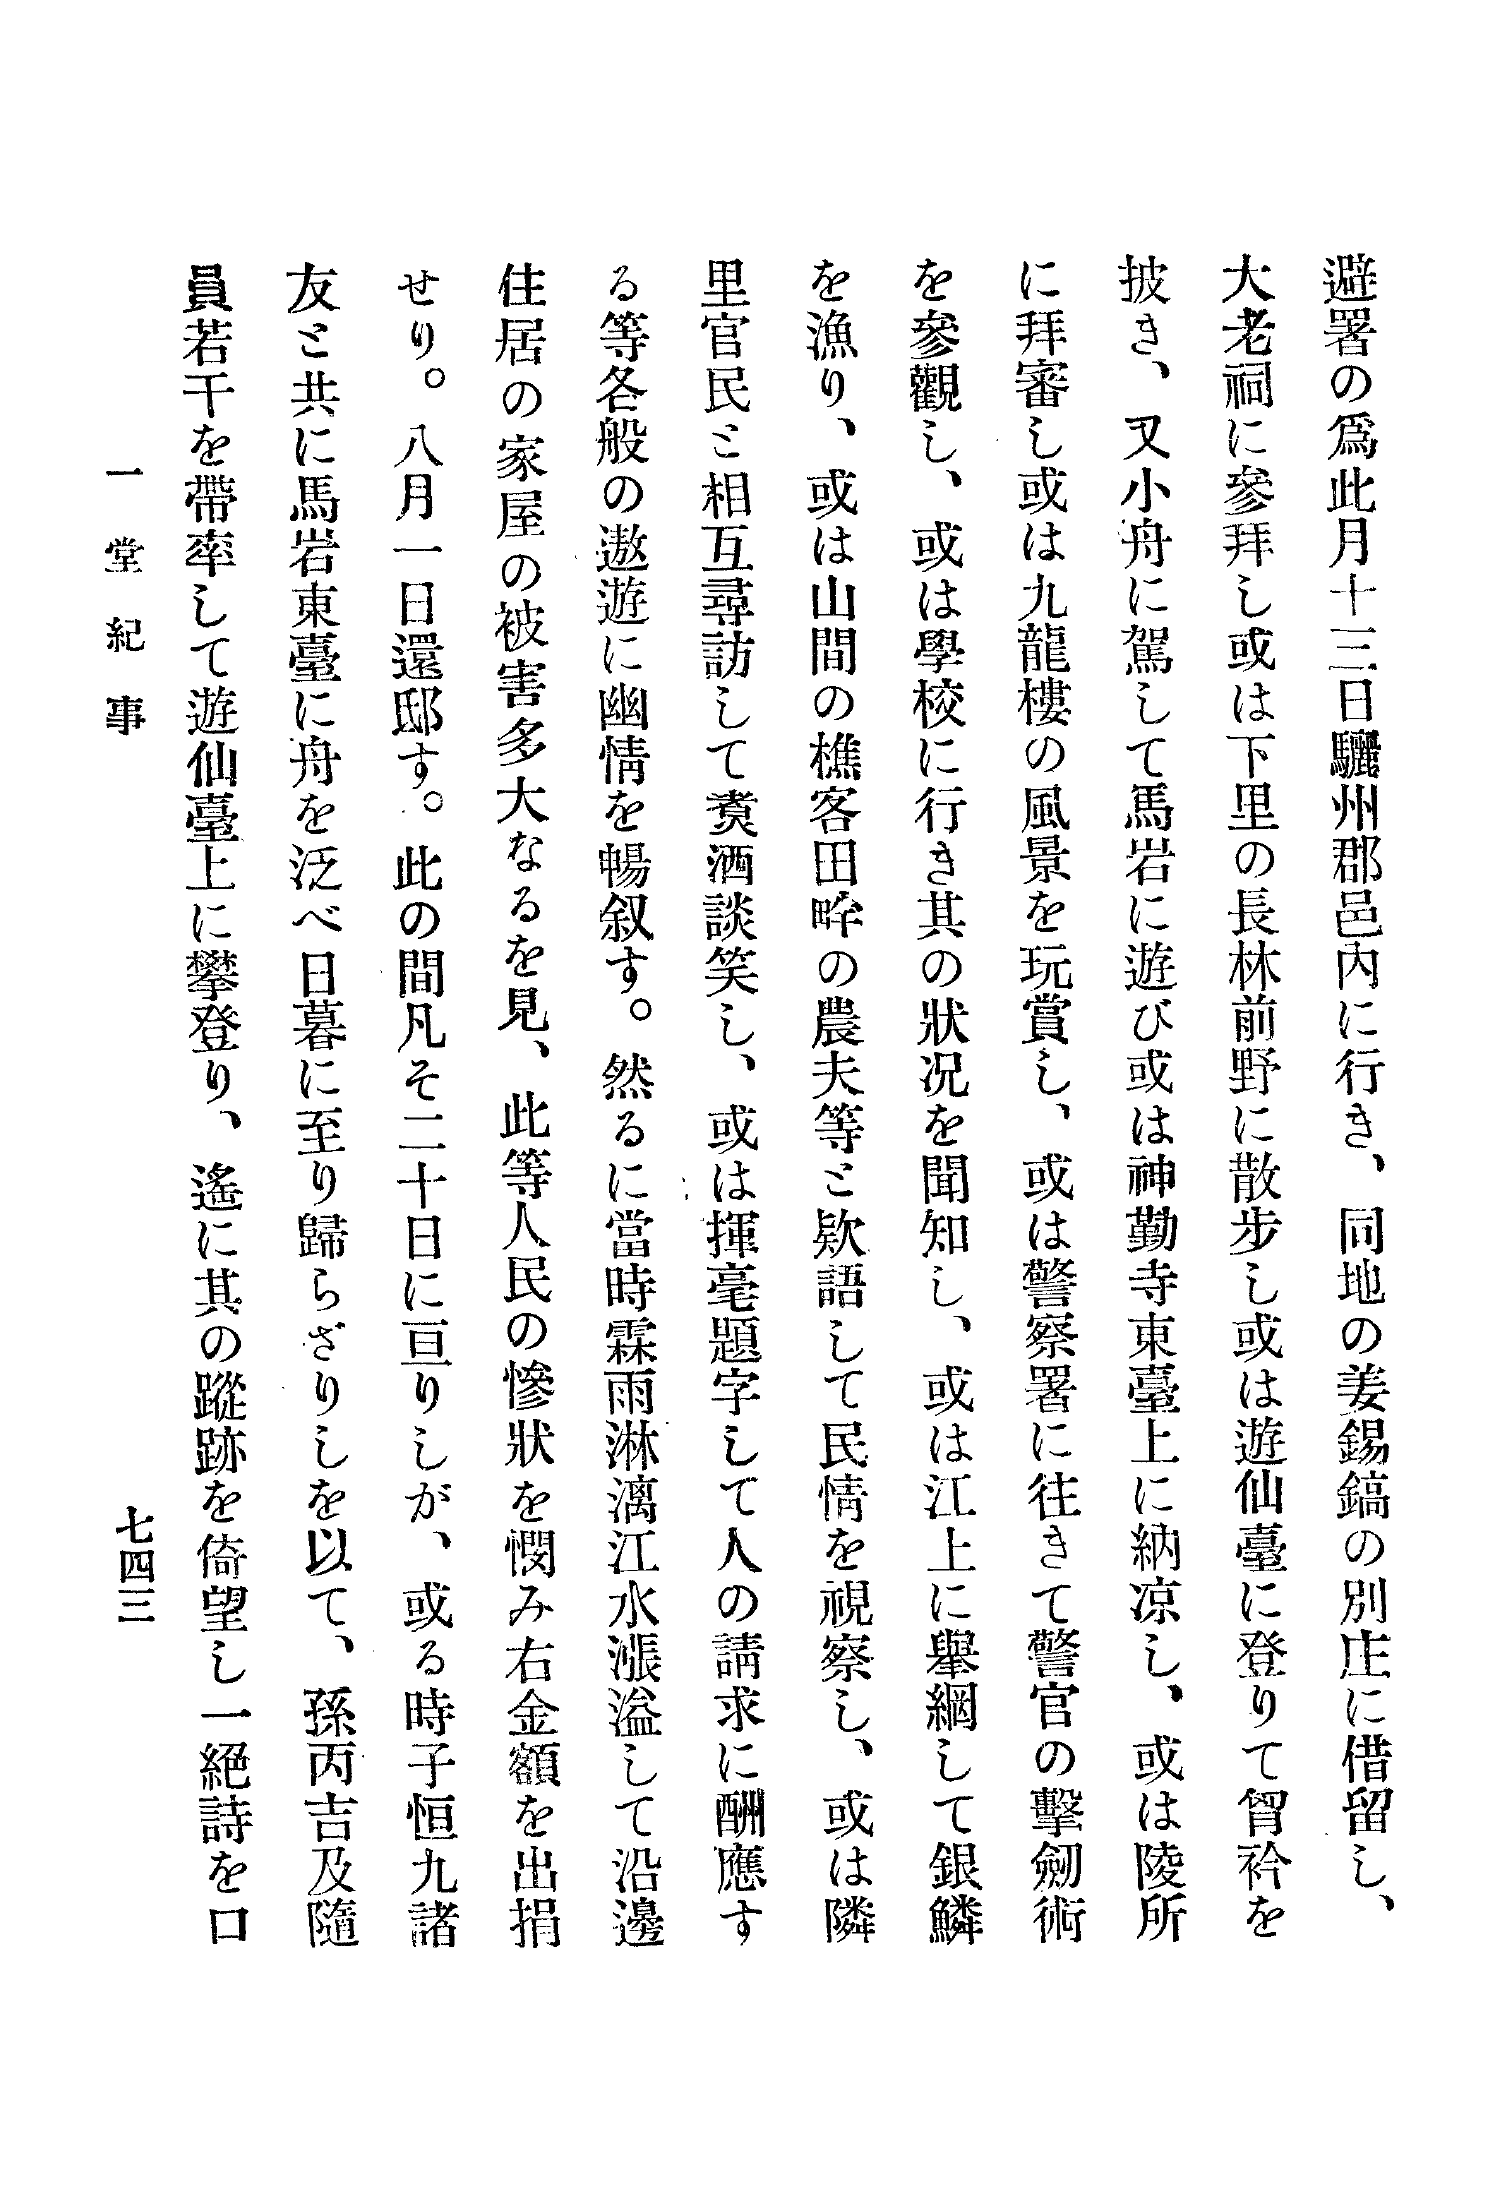 避署の爲此月十三日驪州郡邑內に行き、同地の姜錫鎬の別庄に借留し、
大老祠に參拜し或は下里の長林前野に散步し或は遊仙臺に登りて胷衿を
披き、又小舟に駕して馬岩に遊び或は神勤寺東臺上に納凉し、或は陵所
に拜審し或は九龍樓の風景を玩賞し、或は警察署に往きて警官の擊劒術
を參觀し、或は學校に行き其の狀况を聞知し、或は江上に擧網して銀鱗
を漁り、或は山間の樵客田畔の農夫等と欵語して民情を視察し、或は隣
里官民と相互尋訪して煑酒談笑し、或は揮毫題字して人の請求に酬應す
る等各般の遨遊に幽情を暢叙す。然るに當時霖雨淋漓江水漲溢して沿邊
住居の家屋の被害多大なるを見、此等人民の慘狀を憫み右金額を出捐
せり。八月一日還邸す。此の間凡そ二十日に亘りしが、或る時子恒九諸
友と共に馬岩東臺に舟を泛べ日暮に至り歸らざりしを以て、孫丙吉及隨
員若干を帶率して遊仙臺上に攀登り、遙に其の蹤跡を倚望し一絕詩を口
一堂紀事
七四三